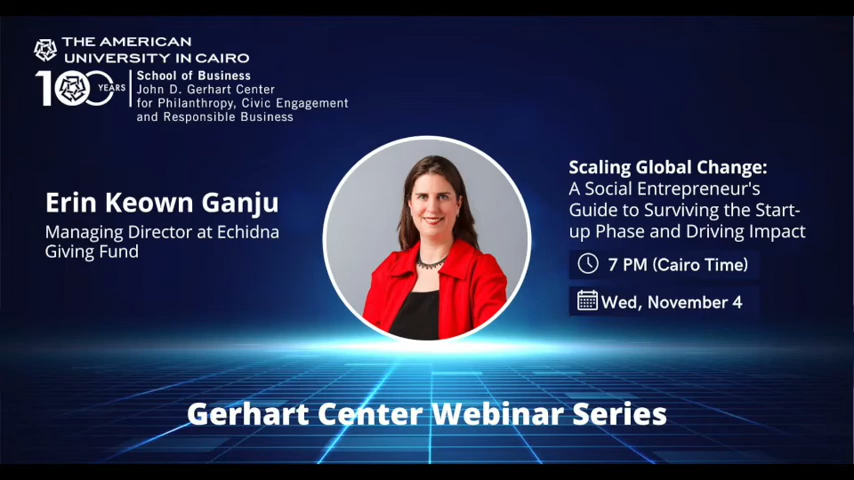 THE AMERICAN
UNIVERSITY IN CAIRO
100 YEARS
School of Business
John D. Gerhart Center
for Philanthropy, Civic Engagement
and Responsible Business
Erin Keown Ganju
Managing Director at Echidna
Giving Fund
Scaling Global Change:
A Social Entrepreneur's
Guide to Surviving the Start-
up Phase and Driving Impact
7 PM (Cairo Time)
Wed, November 4
Gerhart Center Webinar Series